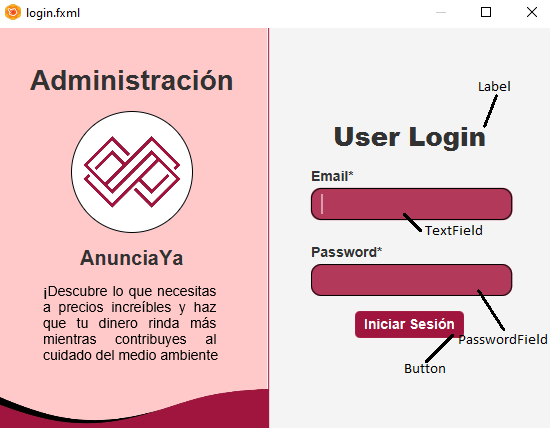 login.fxml
Administración
AnunciaYa
¡Descubre lo que necesitas
a precios increíbles y haz
que tu dinero rinda más
mientras contribuyes al
cuidado del medio ambiente
Label
User Login
Email*
TextField
Password*
Iniciar Sesión
PasswordField
Button